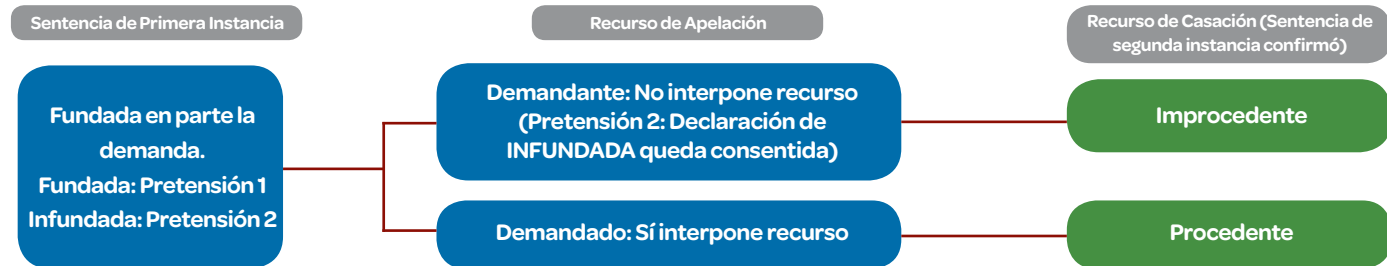 Sentencia de Primera Instancia
Recurso de Apelación
Recurso de Casación (Sentencia de
segunda instancia confirmó)
Fundada en parte la
demanda.
Fundada: Pretensión 1
Infundada: Pretensión 2
Demandante: No interpone recurso
(Pretensión 2: Declaración de
INFUNDADA queda consentida)
Improcedente
Demandado: Sí interpone recurso
Procedente